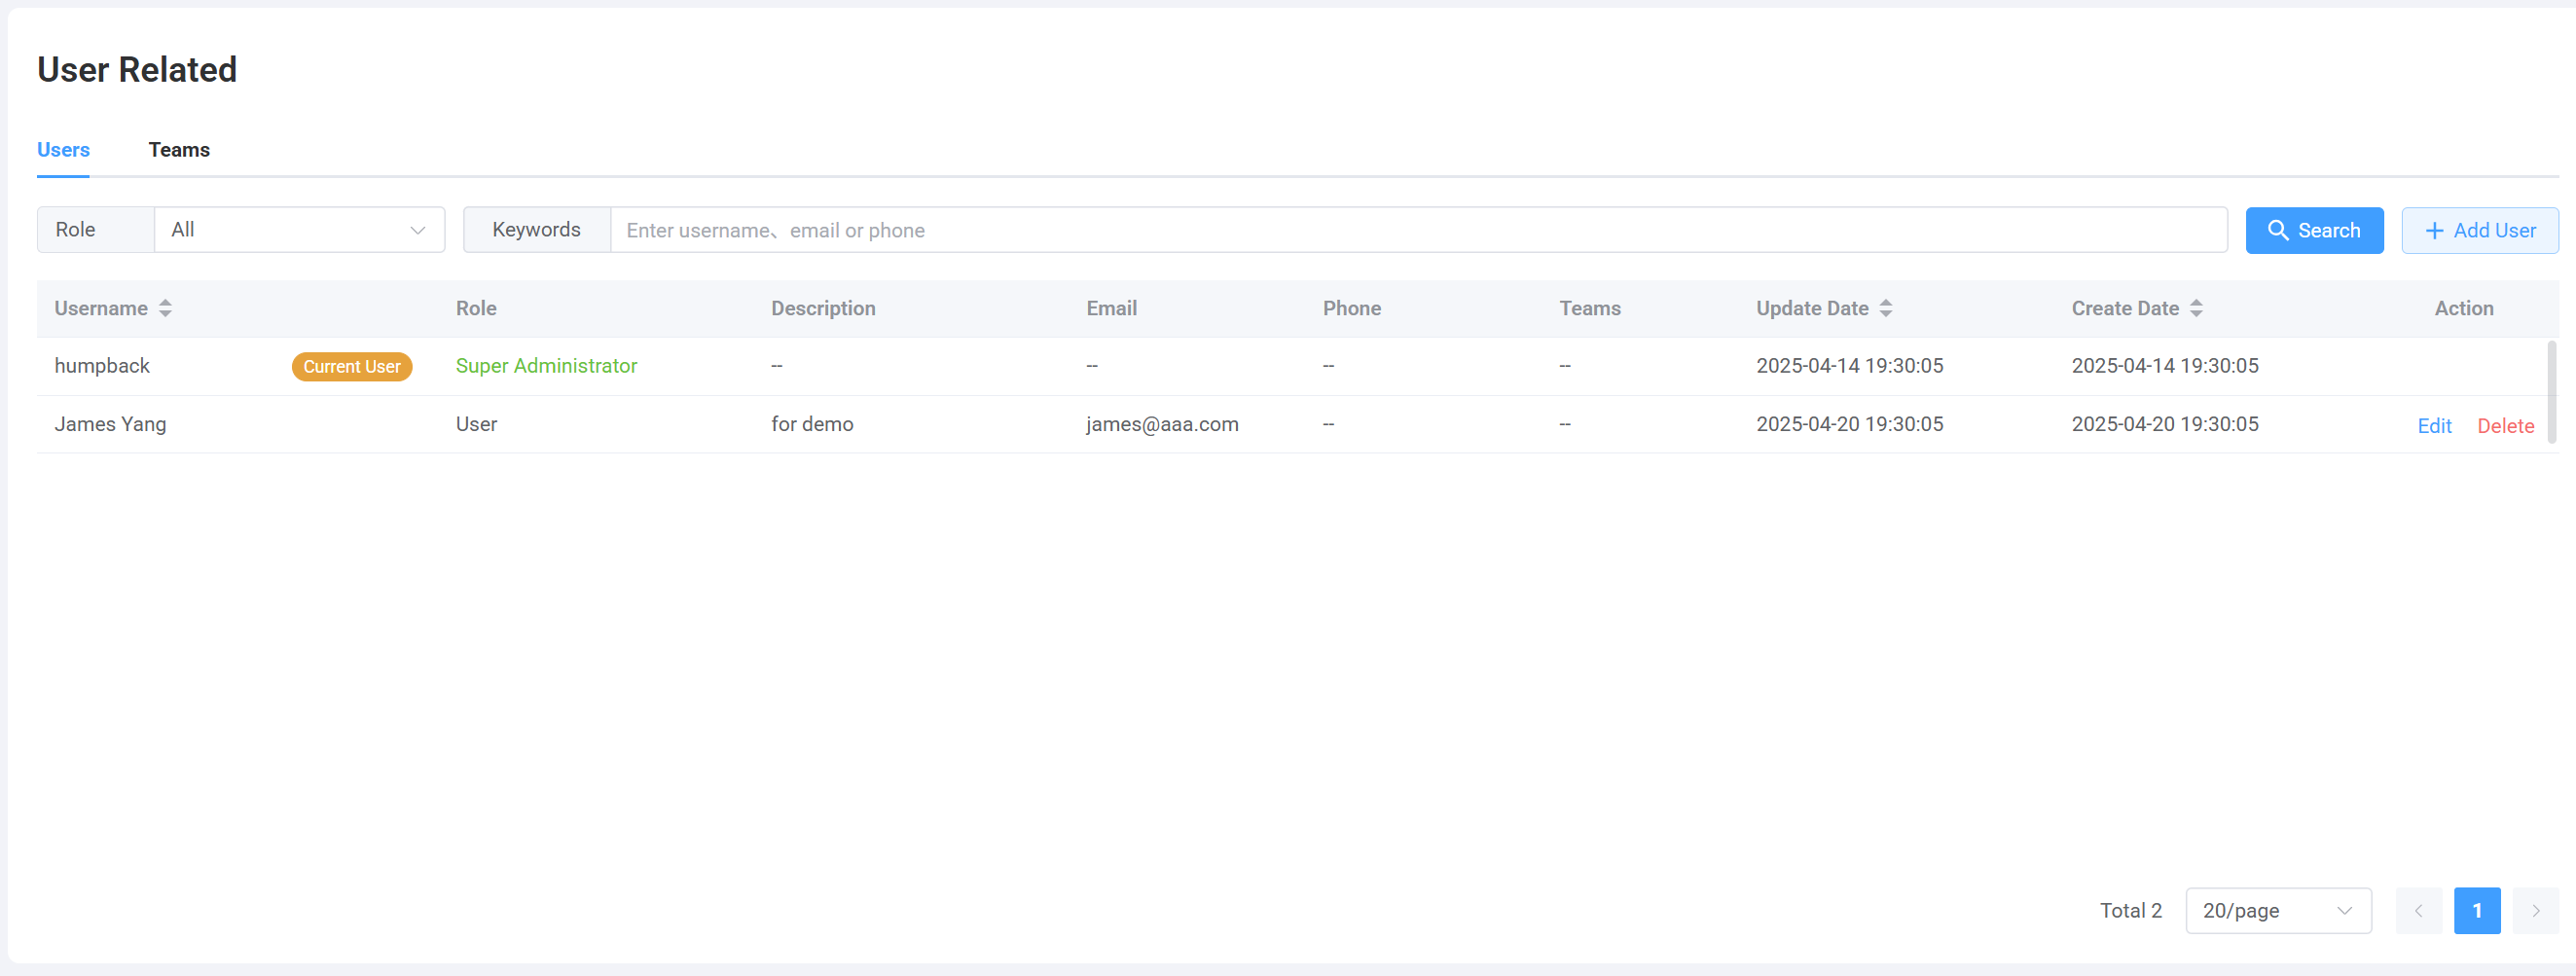 User Related
Users Teams
Role All Keywords Enter username、email or phone Search + Add User
Username Role Description Email Phone Teams Update Date Create Date Action
humpback Current User Super Administrator -- -- -- -- 2025-04-14 19:30:05 2025-04-14 19:30:05
James Yang User for demo james@aaa.com -- -- 2025-04-20 19:30:05 2025-04-20 19:30:05 Edit Delete
Total 2 20/page 1